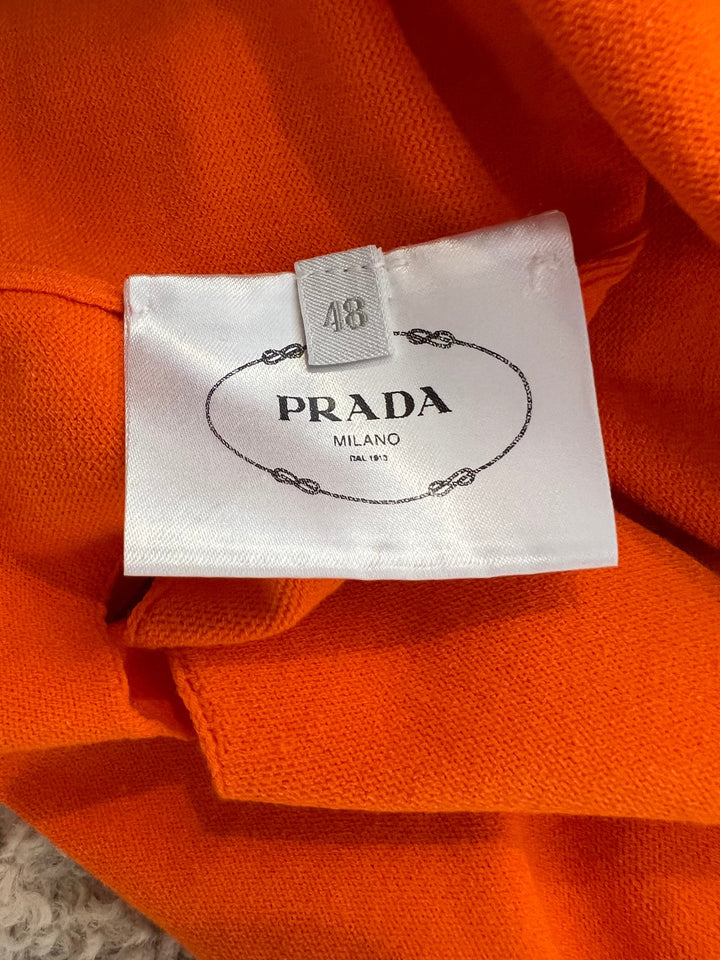 48
PRADA
MILANO
DAL 1913